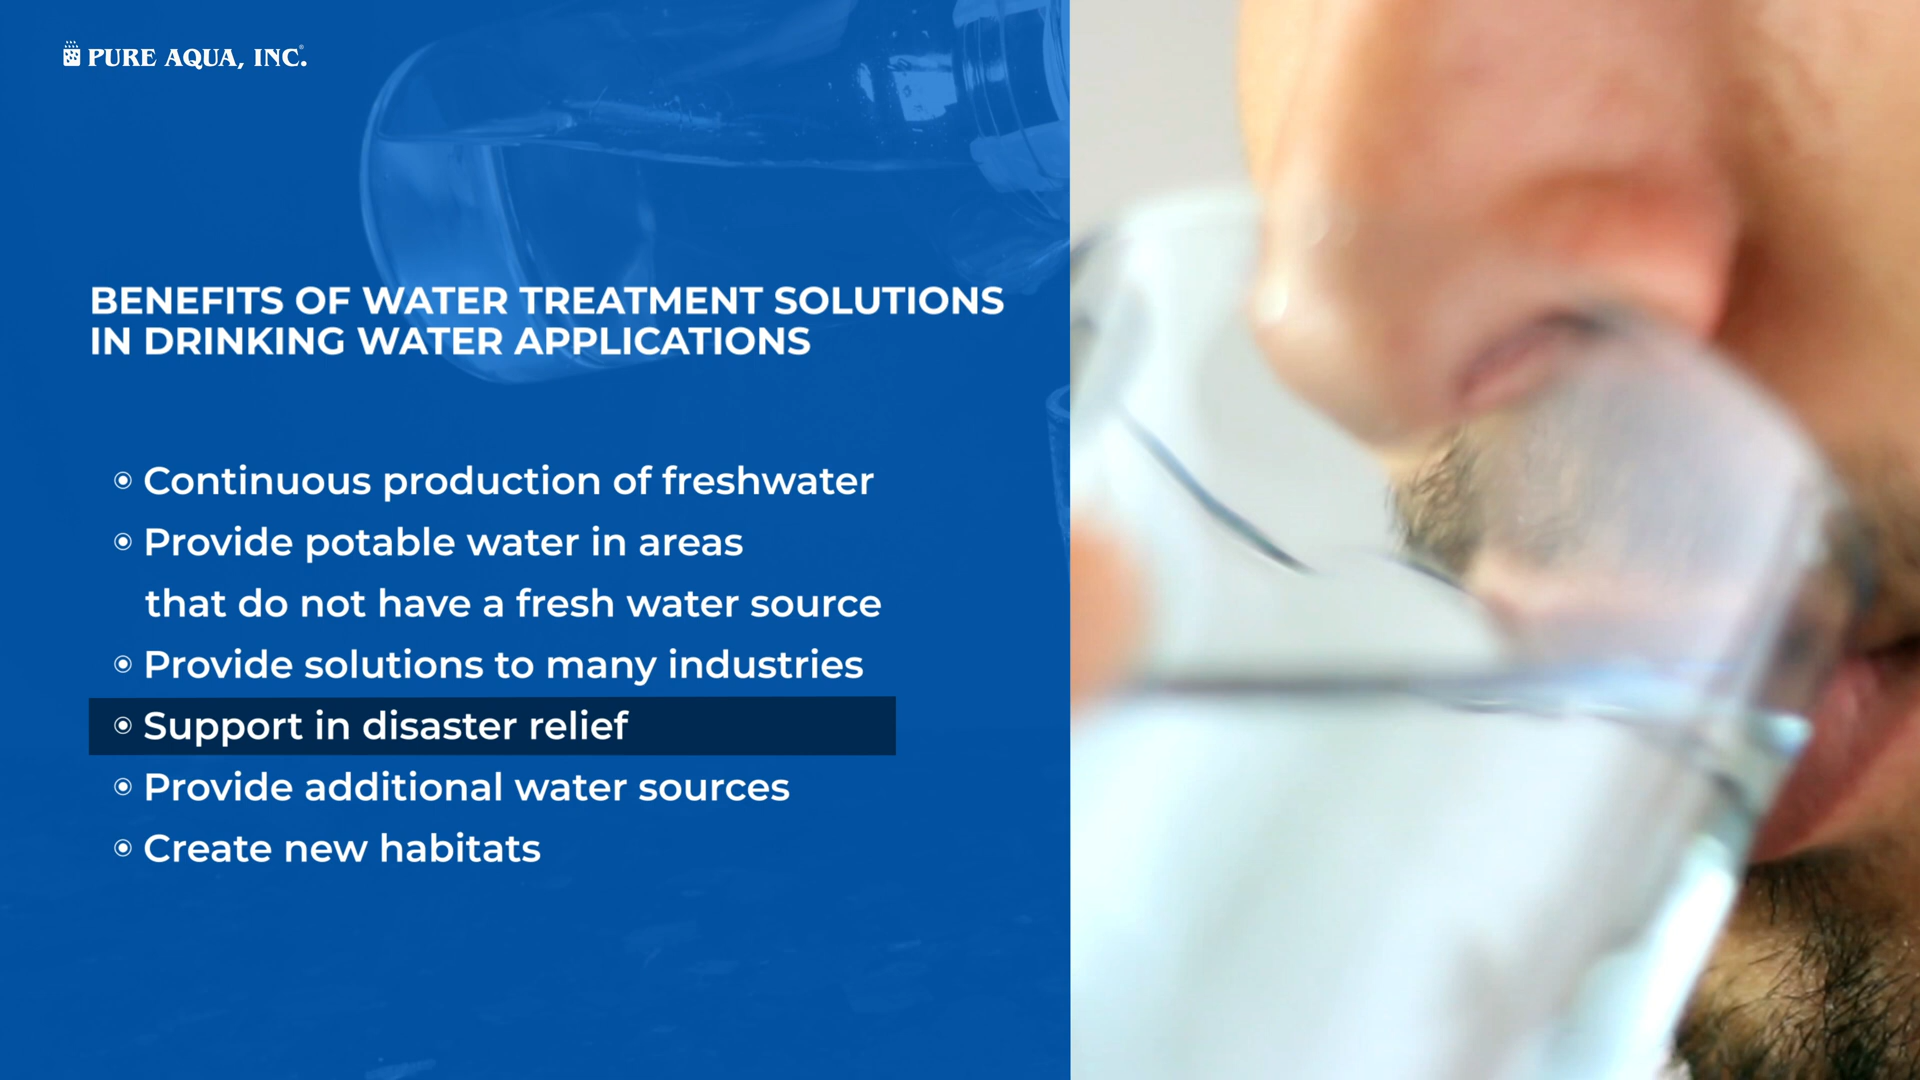 PURE AQUA, INC.
BENEFITS OF WATER TREATMENT SOLUTIONS
IN DRINKING WATER APPLICATIONS
Continuous production of freshwater
Provide potable water in areas
that do not have a fresh water source
Provide solutions to many industries
Support in disaster relief
Provide additional water sources
Create new habitats